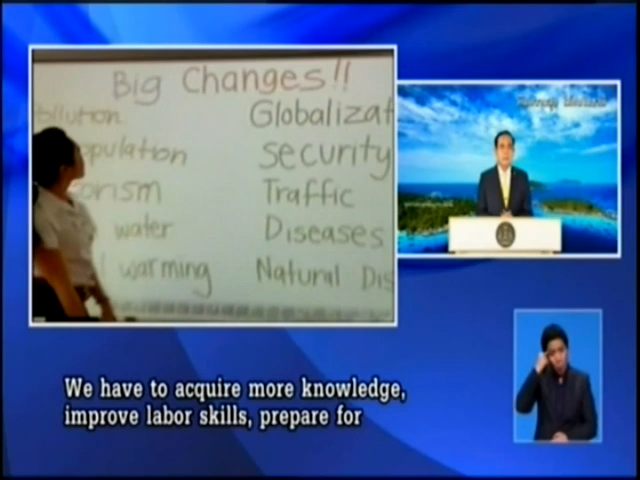 Big Changes!!
Globalizat
opulation
security
orism
Traffic
water
Diseases
warming
Natural Dis
We have to acquire more knowledge,
improve labor skills, prepare for